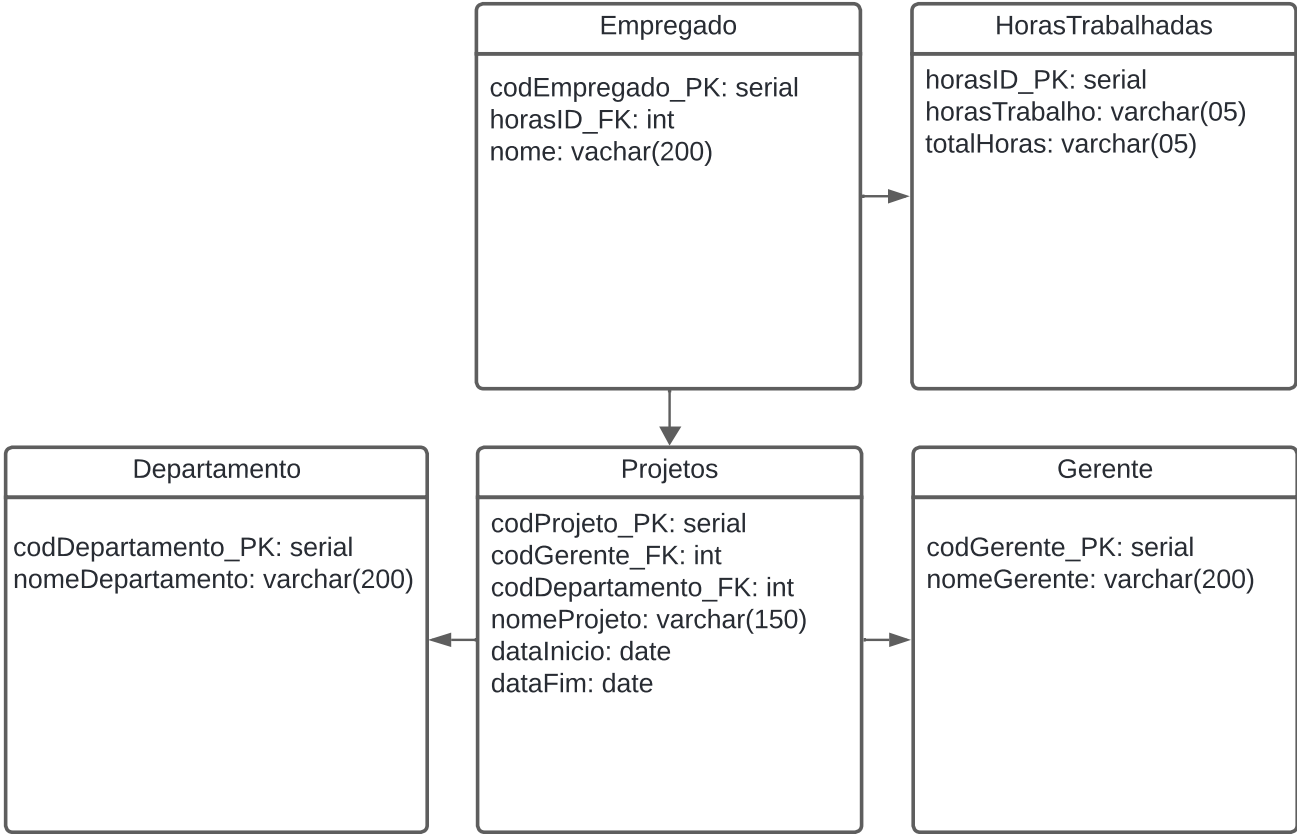 Empregado
codEmpregado_PK: serial
horasID_FK: int
nome: vachar(200)
HorasTrabalhadas
horasID_PK: serial
horasTrabalho: varchar(05)
totalHoras: varchar(05)
Departamento
codDepartamento_PK: serial
nomeDepartamento: varchar(200)
Projetos
codProjeto_PK: serial
codGerente_FK: int
codDepartamento_FK: int
nomeProjeto: varchar(150)
dataInicio: date
dataFim: date
Gerente
codGerente_PK: serial
nomeGerente: varchar(200)